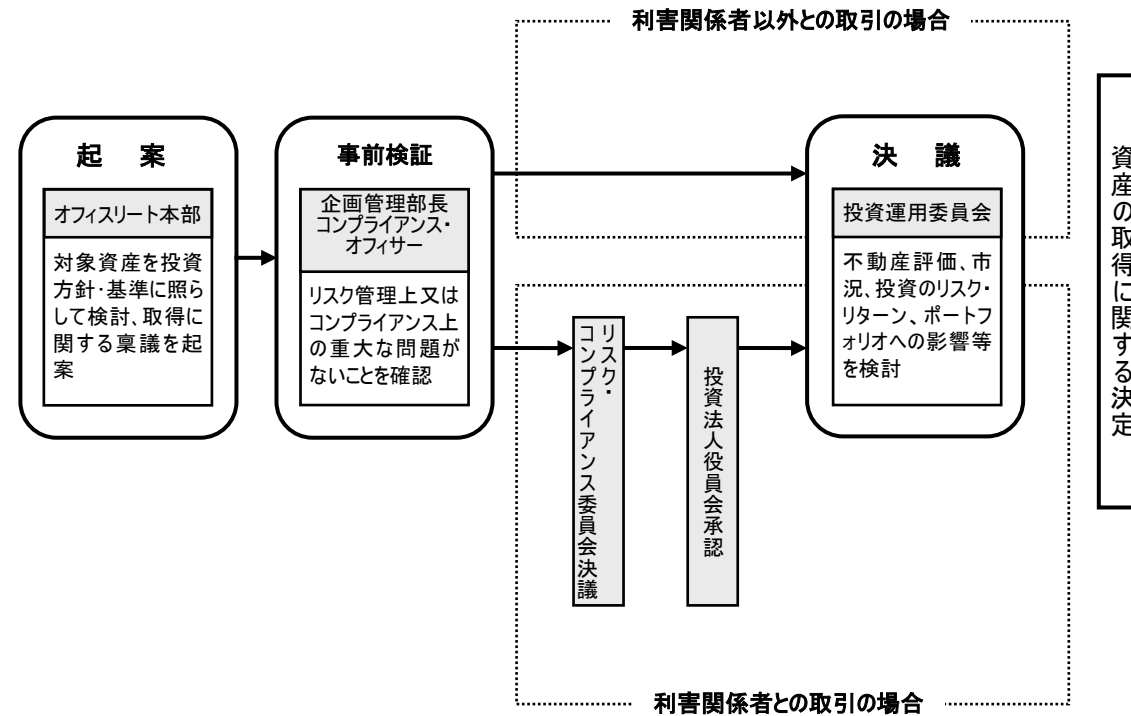 利害関係者以外との取引の場合
起　案
オフィスリート本部
対象資産を投資
方針・基準に照ら
して検討、取得に
関する稟議を起
案
事前検証
企画管理部長
コンプライアンス・
オフィサー
リスク管理上又は
コンプライアンス上
の重大な問題が
ないことを確認
リスク・
コンプライアンス委員会決議
投資法人役員会承認
決　議
投資運用委員会
不動産評価、市
況、投資のリスク・
リターン、ポートフ
ォリオへの影響等
を検討
資産の取得に関する決定
利害関係者との取引の場合